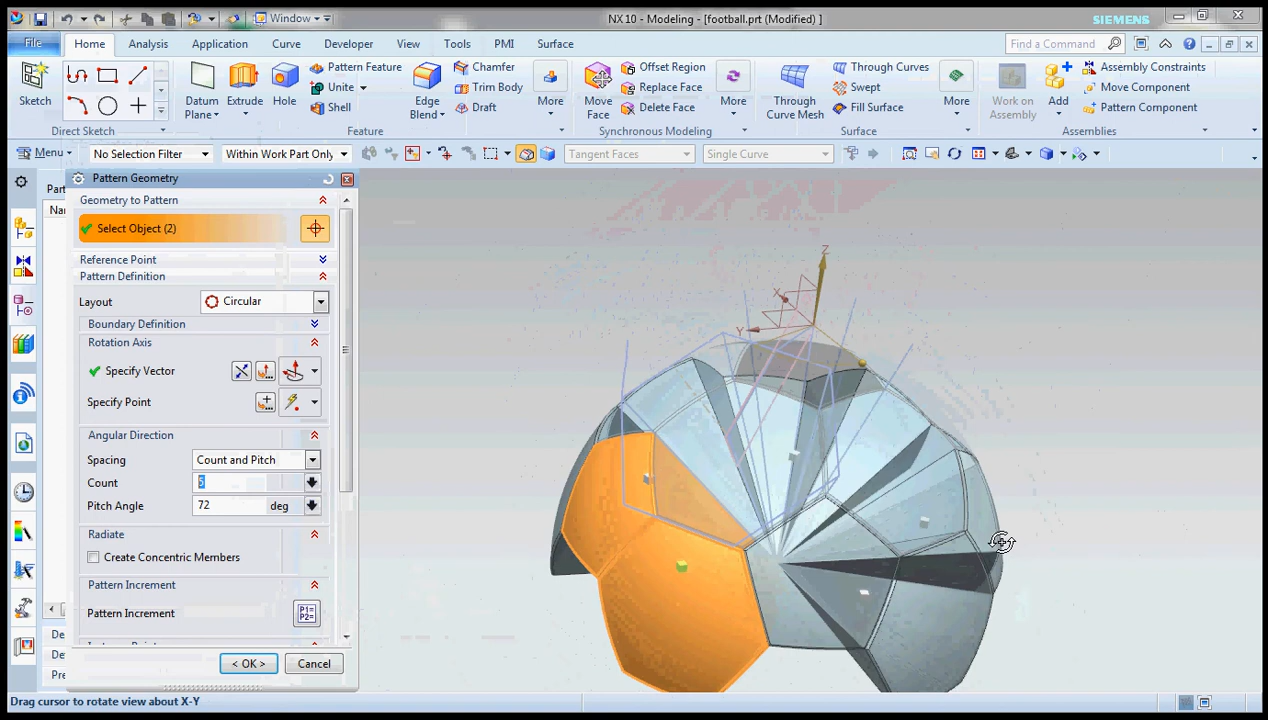 Window
NX 10 - Modeling - [football.prt (Modified) ]
SIEMENS
File
Home
Analysis
Application
Curve
Developer
View
Tools
PMI
Surface
Find a Command
Sketch
Direct Sketch
Datum Plane
Extrude
Hole
Pattern Feature
Unite
Shell
Edge Blend
Chamfer
Trim Body
Draft
More
Feature
Move Face
Offset Region
Replace Face
Delete Face
More
Synchronous Modeling
Through Curve Mesh
Through Curves
Swept
Fill Surface
More
Surface
Work on Assembly
Add
Assembly Constraints
Move Component
Pattern Component
Assemblies
Menu
No Selection Filter
Within Work Part Only
Tangent Faces
Single Curve
Part
Nar
Pattern Geometry
Geometry to Pattern
Select Object (2)
Reference Point
Pattern Definition
Layout
Circular
Boundary Definition
Rotation Axis
Specify Vector
Specify Point
Angular Direction
Spacing
Count and Pitch
Count
5
Pitch Angle
72
deg
Radiate
Create Concentric Members
Pattern Increment
Pattern Increment
P1=
P2=
< OK >
Cancel
De
De
Pre
Z
X
Y
Drag cursor to rotate view about X-Y